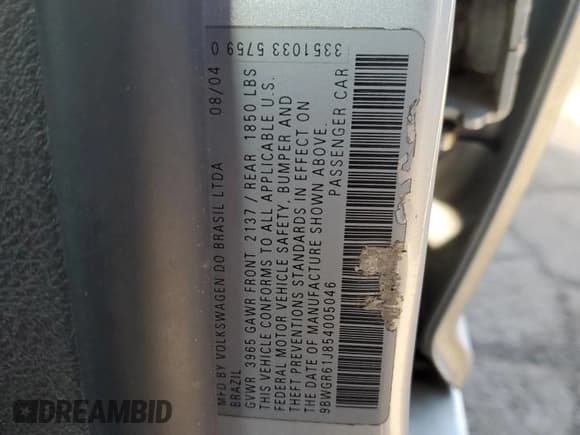 MFD BY VOLKSWAGEN DO BRASIL LTDA 08/04
BRAZIL
GVWR 3965 GAWR FRONT 2137 / REAR 1850 LBS
THIS VEHICLE CONFORMS TO ALL APPLICABLE U.S.
FEDERAL MOTOR VEHICLE SAFETY, BUMPER AND
THEFT PREVENTIONS STANDARDS IN EFFECT ON
THE DATE OF MANUFACTURE SHOWN ABOVE.
9BWGR61J854005046 PASSENGER CAR
3351033 5759 0
DREAMBID